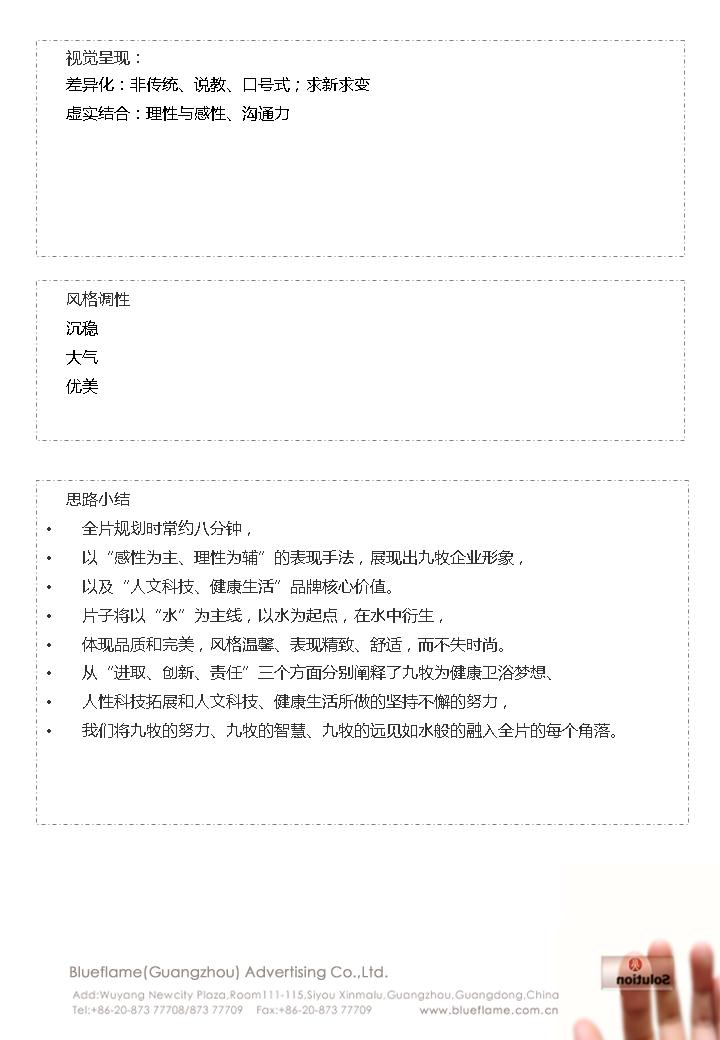 视觉呈现：
差异化：非传统、说教、口号式；求新求变
虚实结合：理性与感性、沟通力
风格调性
沉稳
大气
优美
思路小结
• 全片规划时常约八分钟，
• 以“感性为主、理性为辅”的表现手法，展现出九牧企业形象，
• 以及“人文科技、健康生活”品牌核心价值。
• 片子将以“水”为主线，以水为起点，在水中衍生，
• 体现品质和完美，风格温馨、表现精致、舒适，而不失时尚。
• 从“进取、创新、责任”三个方面分别阐释了九牧为健康卫浴梦想、
• 人性科技拓展和人文科技、健康生活所做的坚持不懈的努力，
• 我们将九牧的努力、九牧的智慧、九牧的远见如水般的融入全片的每个角落。
Solution
Blueflame(Guangzhou) Advertising Co.,Ltd.
Add:Wuyang Newcity Plaza,Room111-115,Siyou Xinmalu,Guangzhou,Guangdong,China
Tel:+86-20-873 77708/873 77709 Fax:+86-20-873 77709 www.blueflame.com.cn